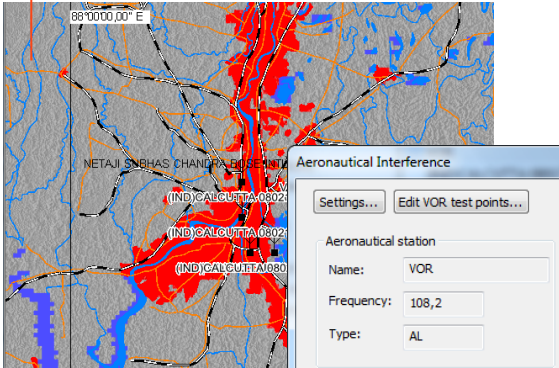 88°00'00,00" E
NETAJI SUBHAS CHANDRA BOSE INT
Aeronautical Interference
Settings... Edit VOR test points...
(IND)CALCUTTA 0802
(IND)CALCUTTA 0802
Aeronautical station
(IND)CALCUTTA 080
Name: VOR
Frequency: 108,2
Type: AL